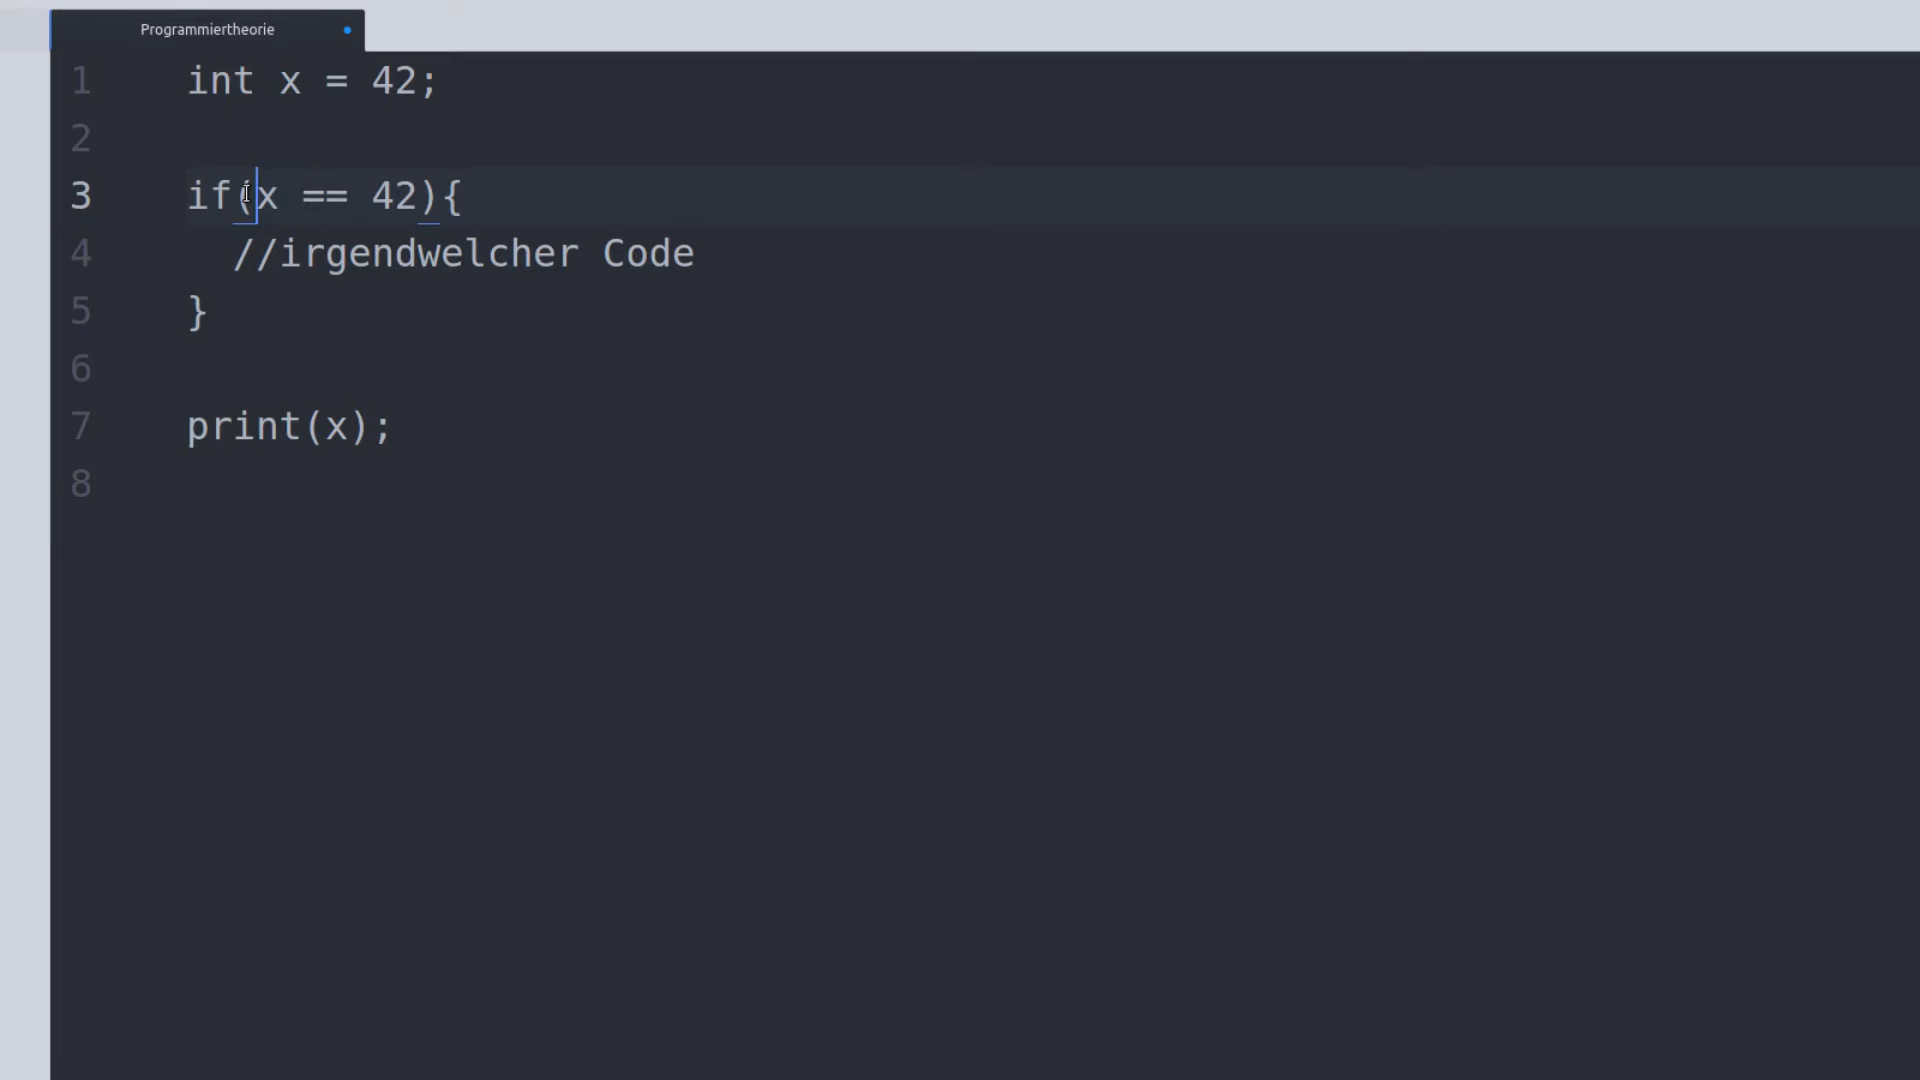 Programmiertheorie
1 int x = 42;
2
3 if(x == 42){
4 //irgendwelcher Code
5 }
6
7 print(x);
8